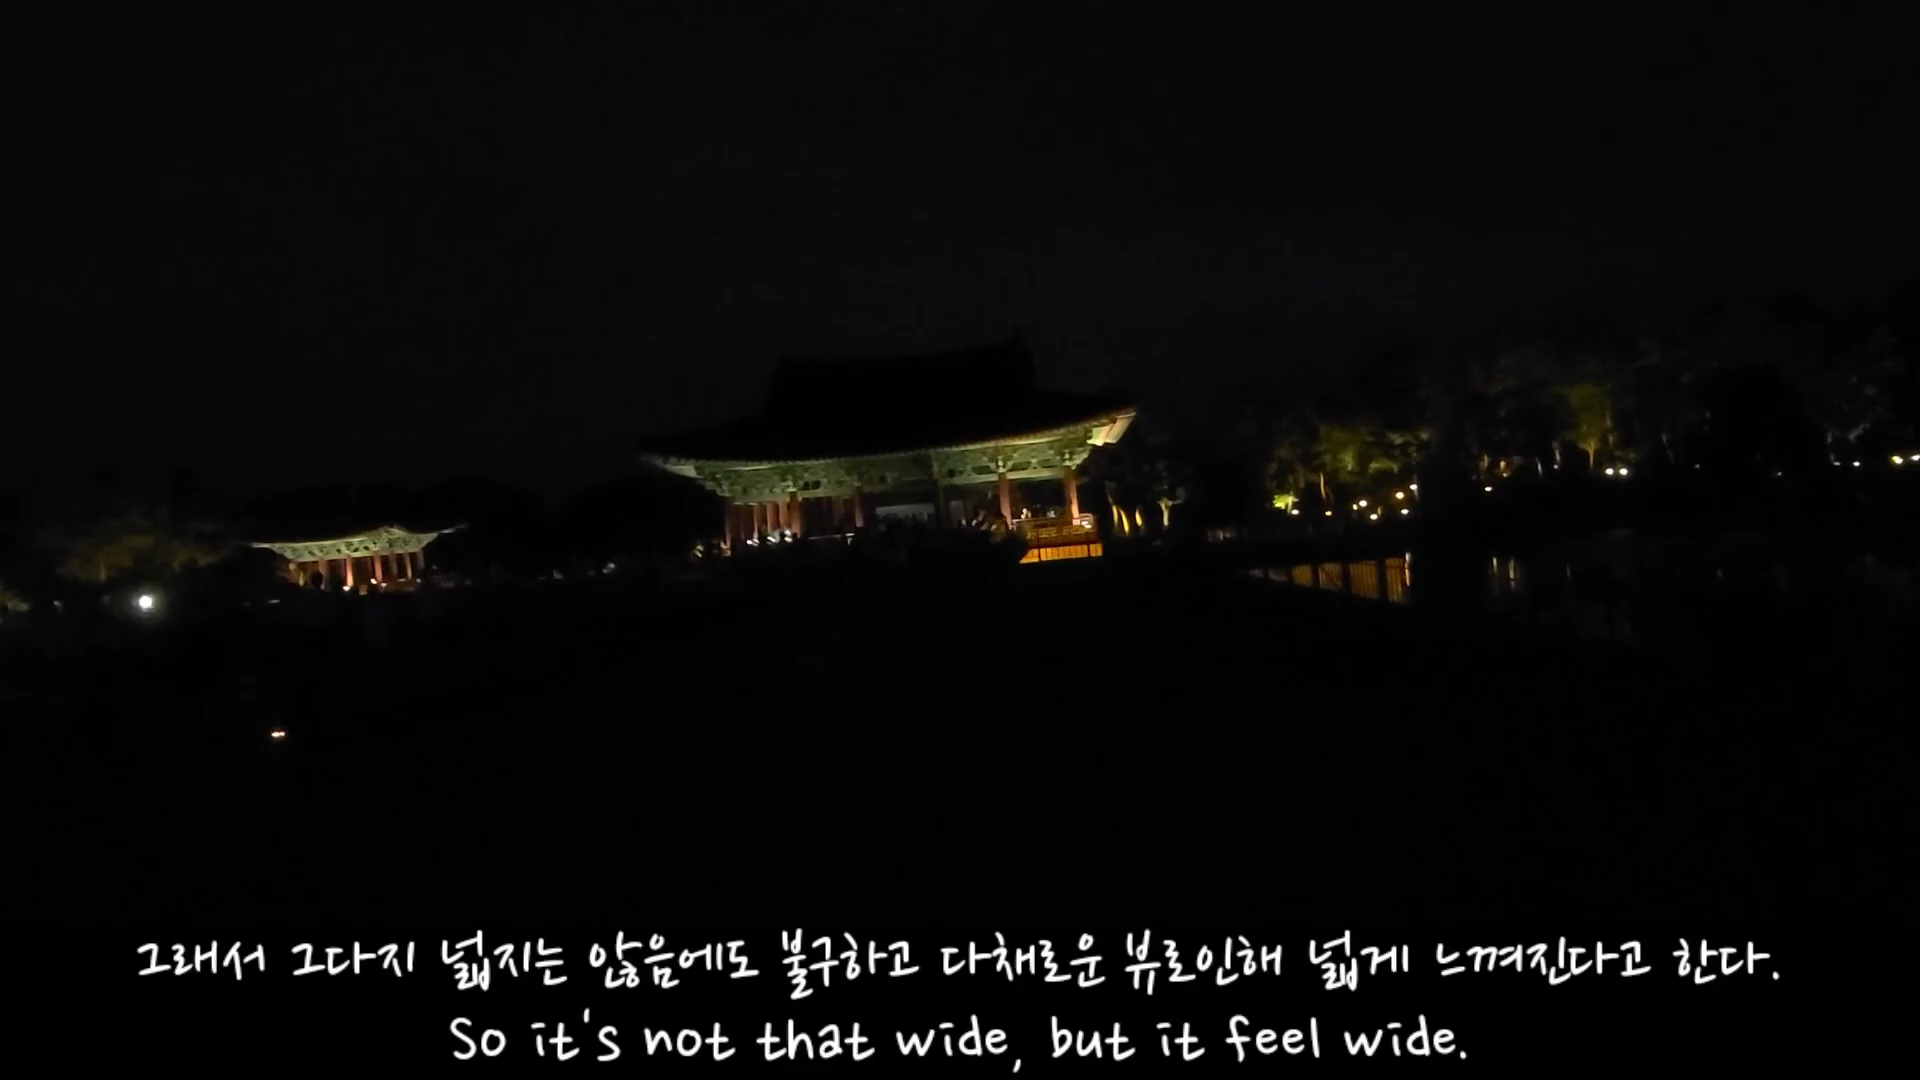 그래서 그다지 넓지는 않음에도 불구하고 다채로운 뷰로인해 넓게 느껴진다고 한다.
So it's not that wide, but it feel wide.